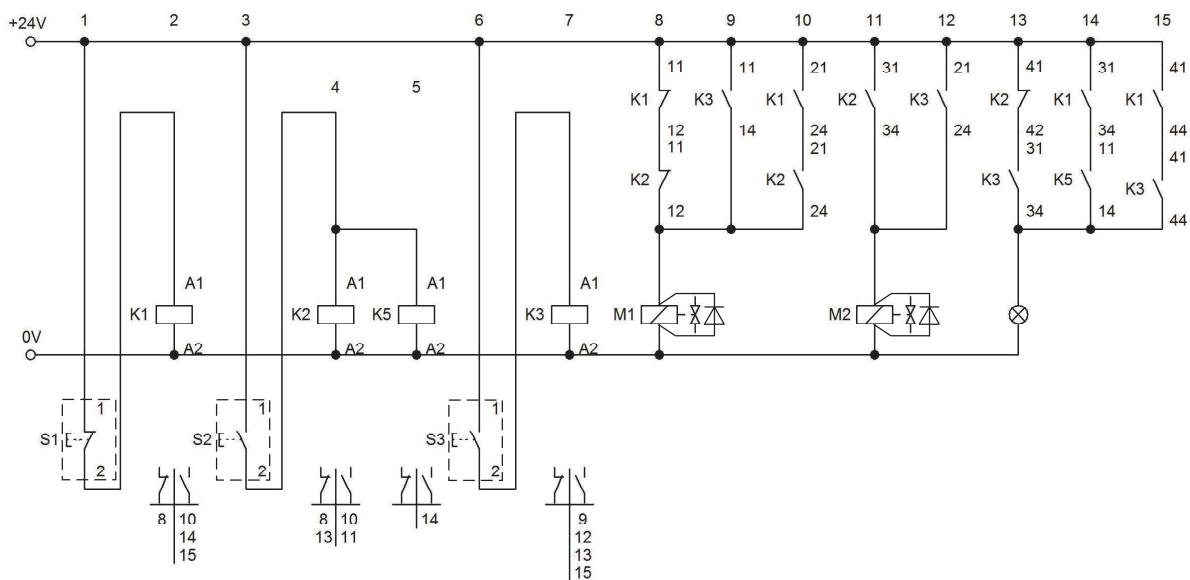 1 2 3 6 7 8 9 10 11 12 13 14 15
+24V
11 11 21 31 21 41 31 41
4 5
K1 K3 K1 K2 K3 K2 K1 K1
12 14 24 34 24 42 34 44
11 21 31 11 41
K2 K2 K3 K5 K3
12 24 34 14 44
A1 A1 A1 A1
K1 K2 K5 K3 M1 M2
0V
A2 A2 A2 A2
1 1 1
S1 S2 S3
2 2 2
8 10 8 10 14 9
14 13 11 12
15 13
15